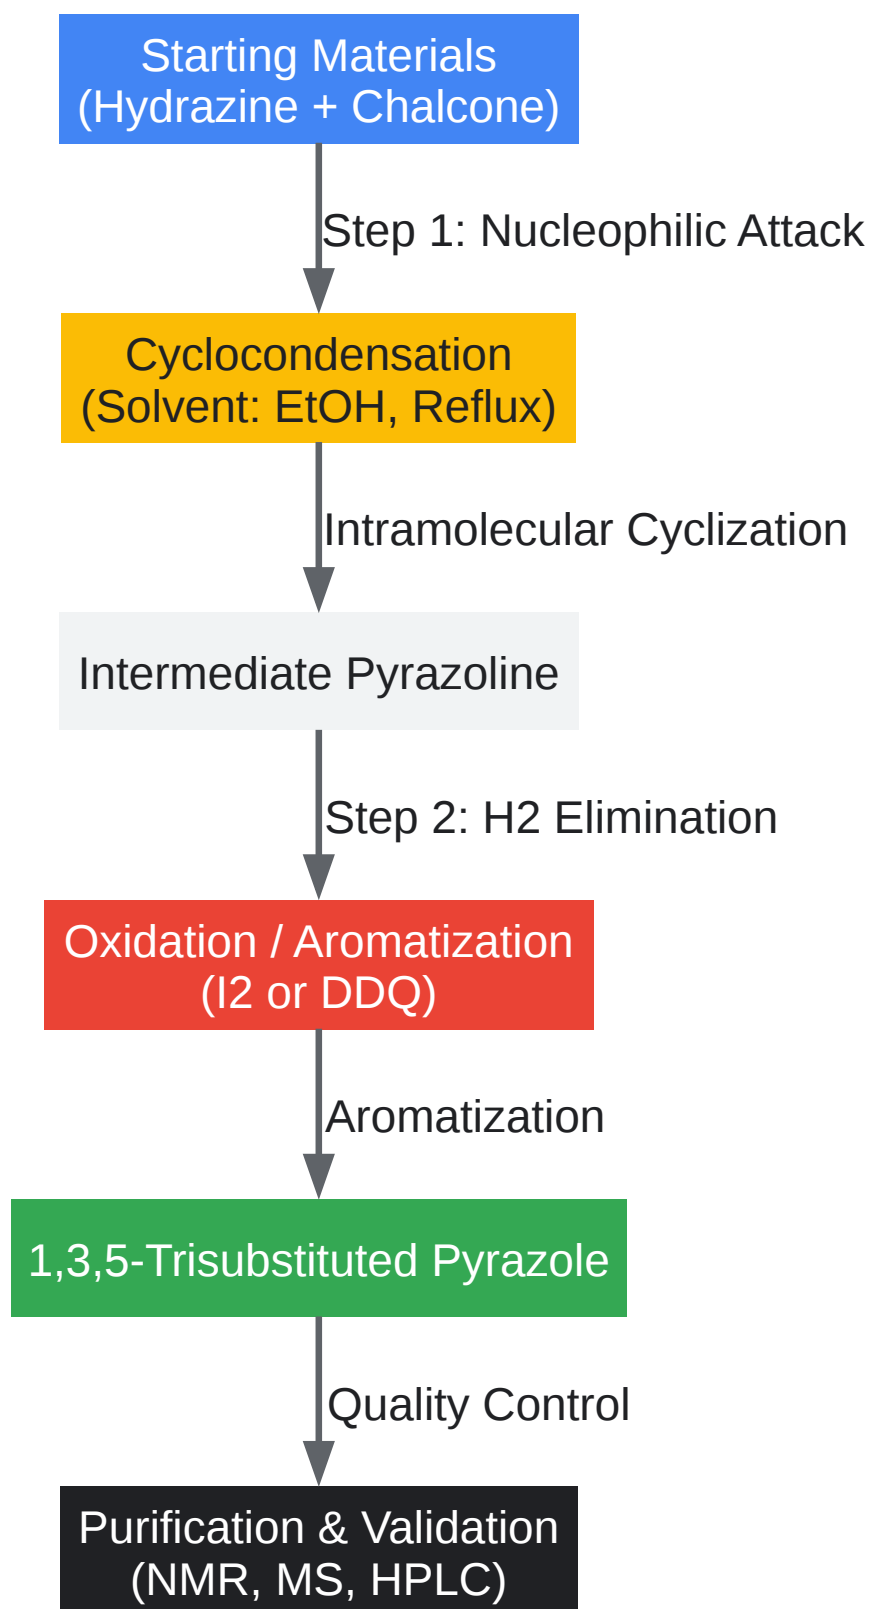 Starting Materials
(Hydrazine + Chalcone)
Step 1: Nucleophilic Attack
Cyclocondensation
(Solvent: EtOH, Reflux)
Intramolecular Cyclization
Intermediate Pyrazoline
Step 2: H2 Elimination
Oxidation / Aromatization
(I2 or DDQ)
Aromatization
1,3,5-Trisubstituted Pyrazole
Quality Control
Purification & Validation
(NMR, MS, HPLC)